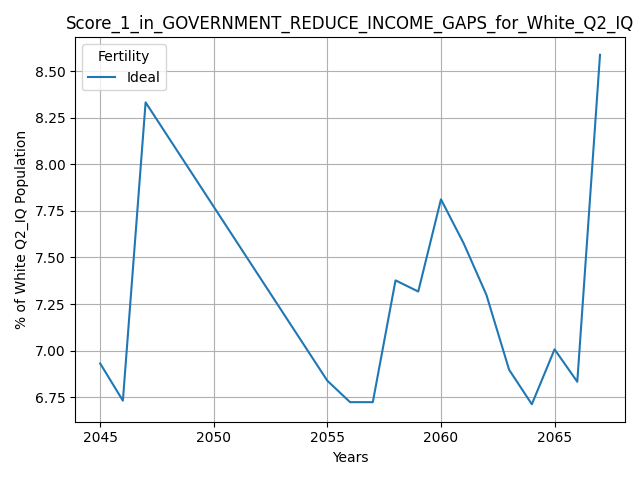 Score_1_in_GOVERNMENT_REDUCE_INCOME_GAPS_for_White_Q2_IQ
Fertility
Ideal
% of White Q2_IQ Population
8.50
8.25
8.00
7.75
7.50
7.25
7.00
6.75
2045 2050 2055 2060 2065
Years